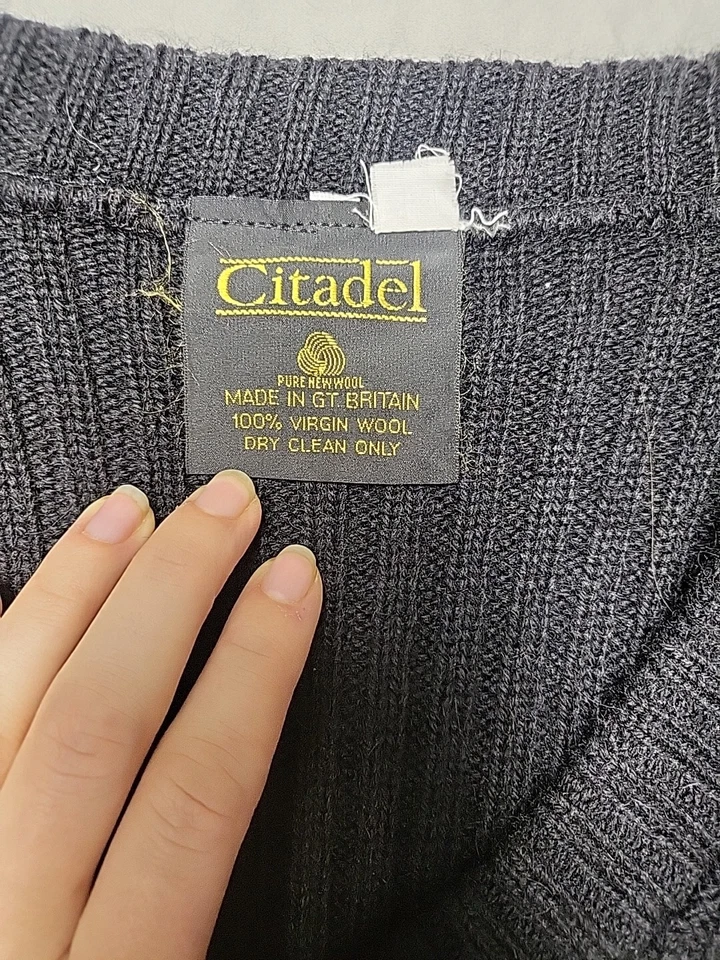 Citadel
PURE NEW WOOL
MADE IN GT. BRITAIN
100% VIRGIN WOOL
DRY CLEAN ONLY